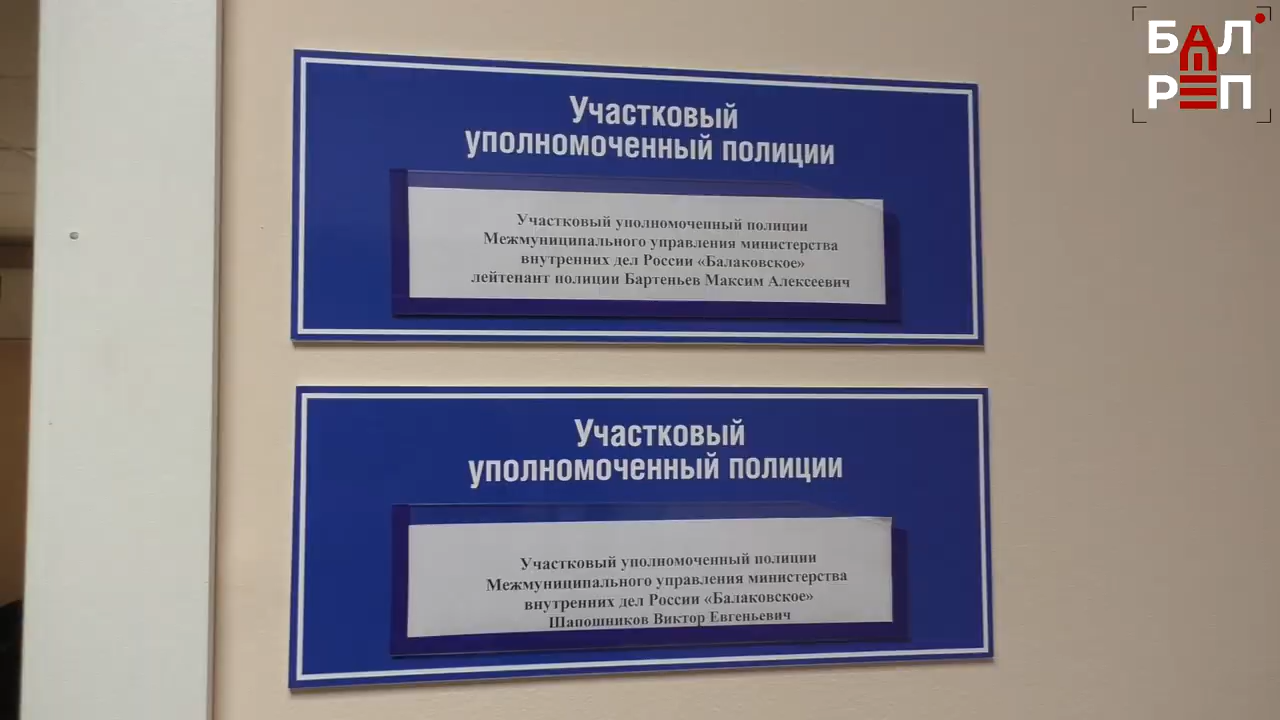 БАЛ
РЕП
Участковый
уполномоченный полиции
Участковый уполномоченный полиции
Межмуниципального управления министерства
внутренних дел России «Балаковское»
лейтенант полиции Бартеньев Максим Алексеевич
Участковый
уполномоченный полиции
Участковый уполномоченный полиции
Межмуниципального управления министерства
внутренних дел России «Балаковское»
Шапошников Виктор Евгеньевич